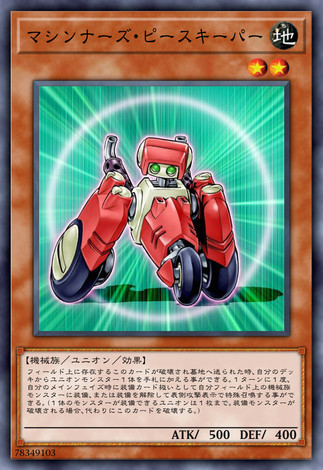 マシンナーズ・ピースキーパー
地
【機械族/ユニオン/効果】
フィールド上に存在するこのカードが破壊され墓地へ送られた時、自分のデ
ッキからユニオンモンスター1体を手札に加える事ができる。1ターンに1度、
自分のメインフェイズ時に装備カード扱いとして自分フィールド上の機械族
モンスターに装備、または装備を解除して表側攻撃表示で特殊召喚する事がで
きる。(1体のモンスターが装備できるユニオンは1枚まで。装備モンスター
が破壊される場合、代わりにこのカードを破壊する。)
ATK/ 500 DEF/ 400
78349103